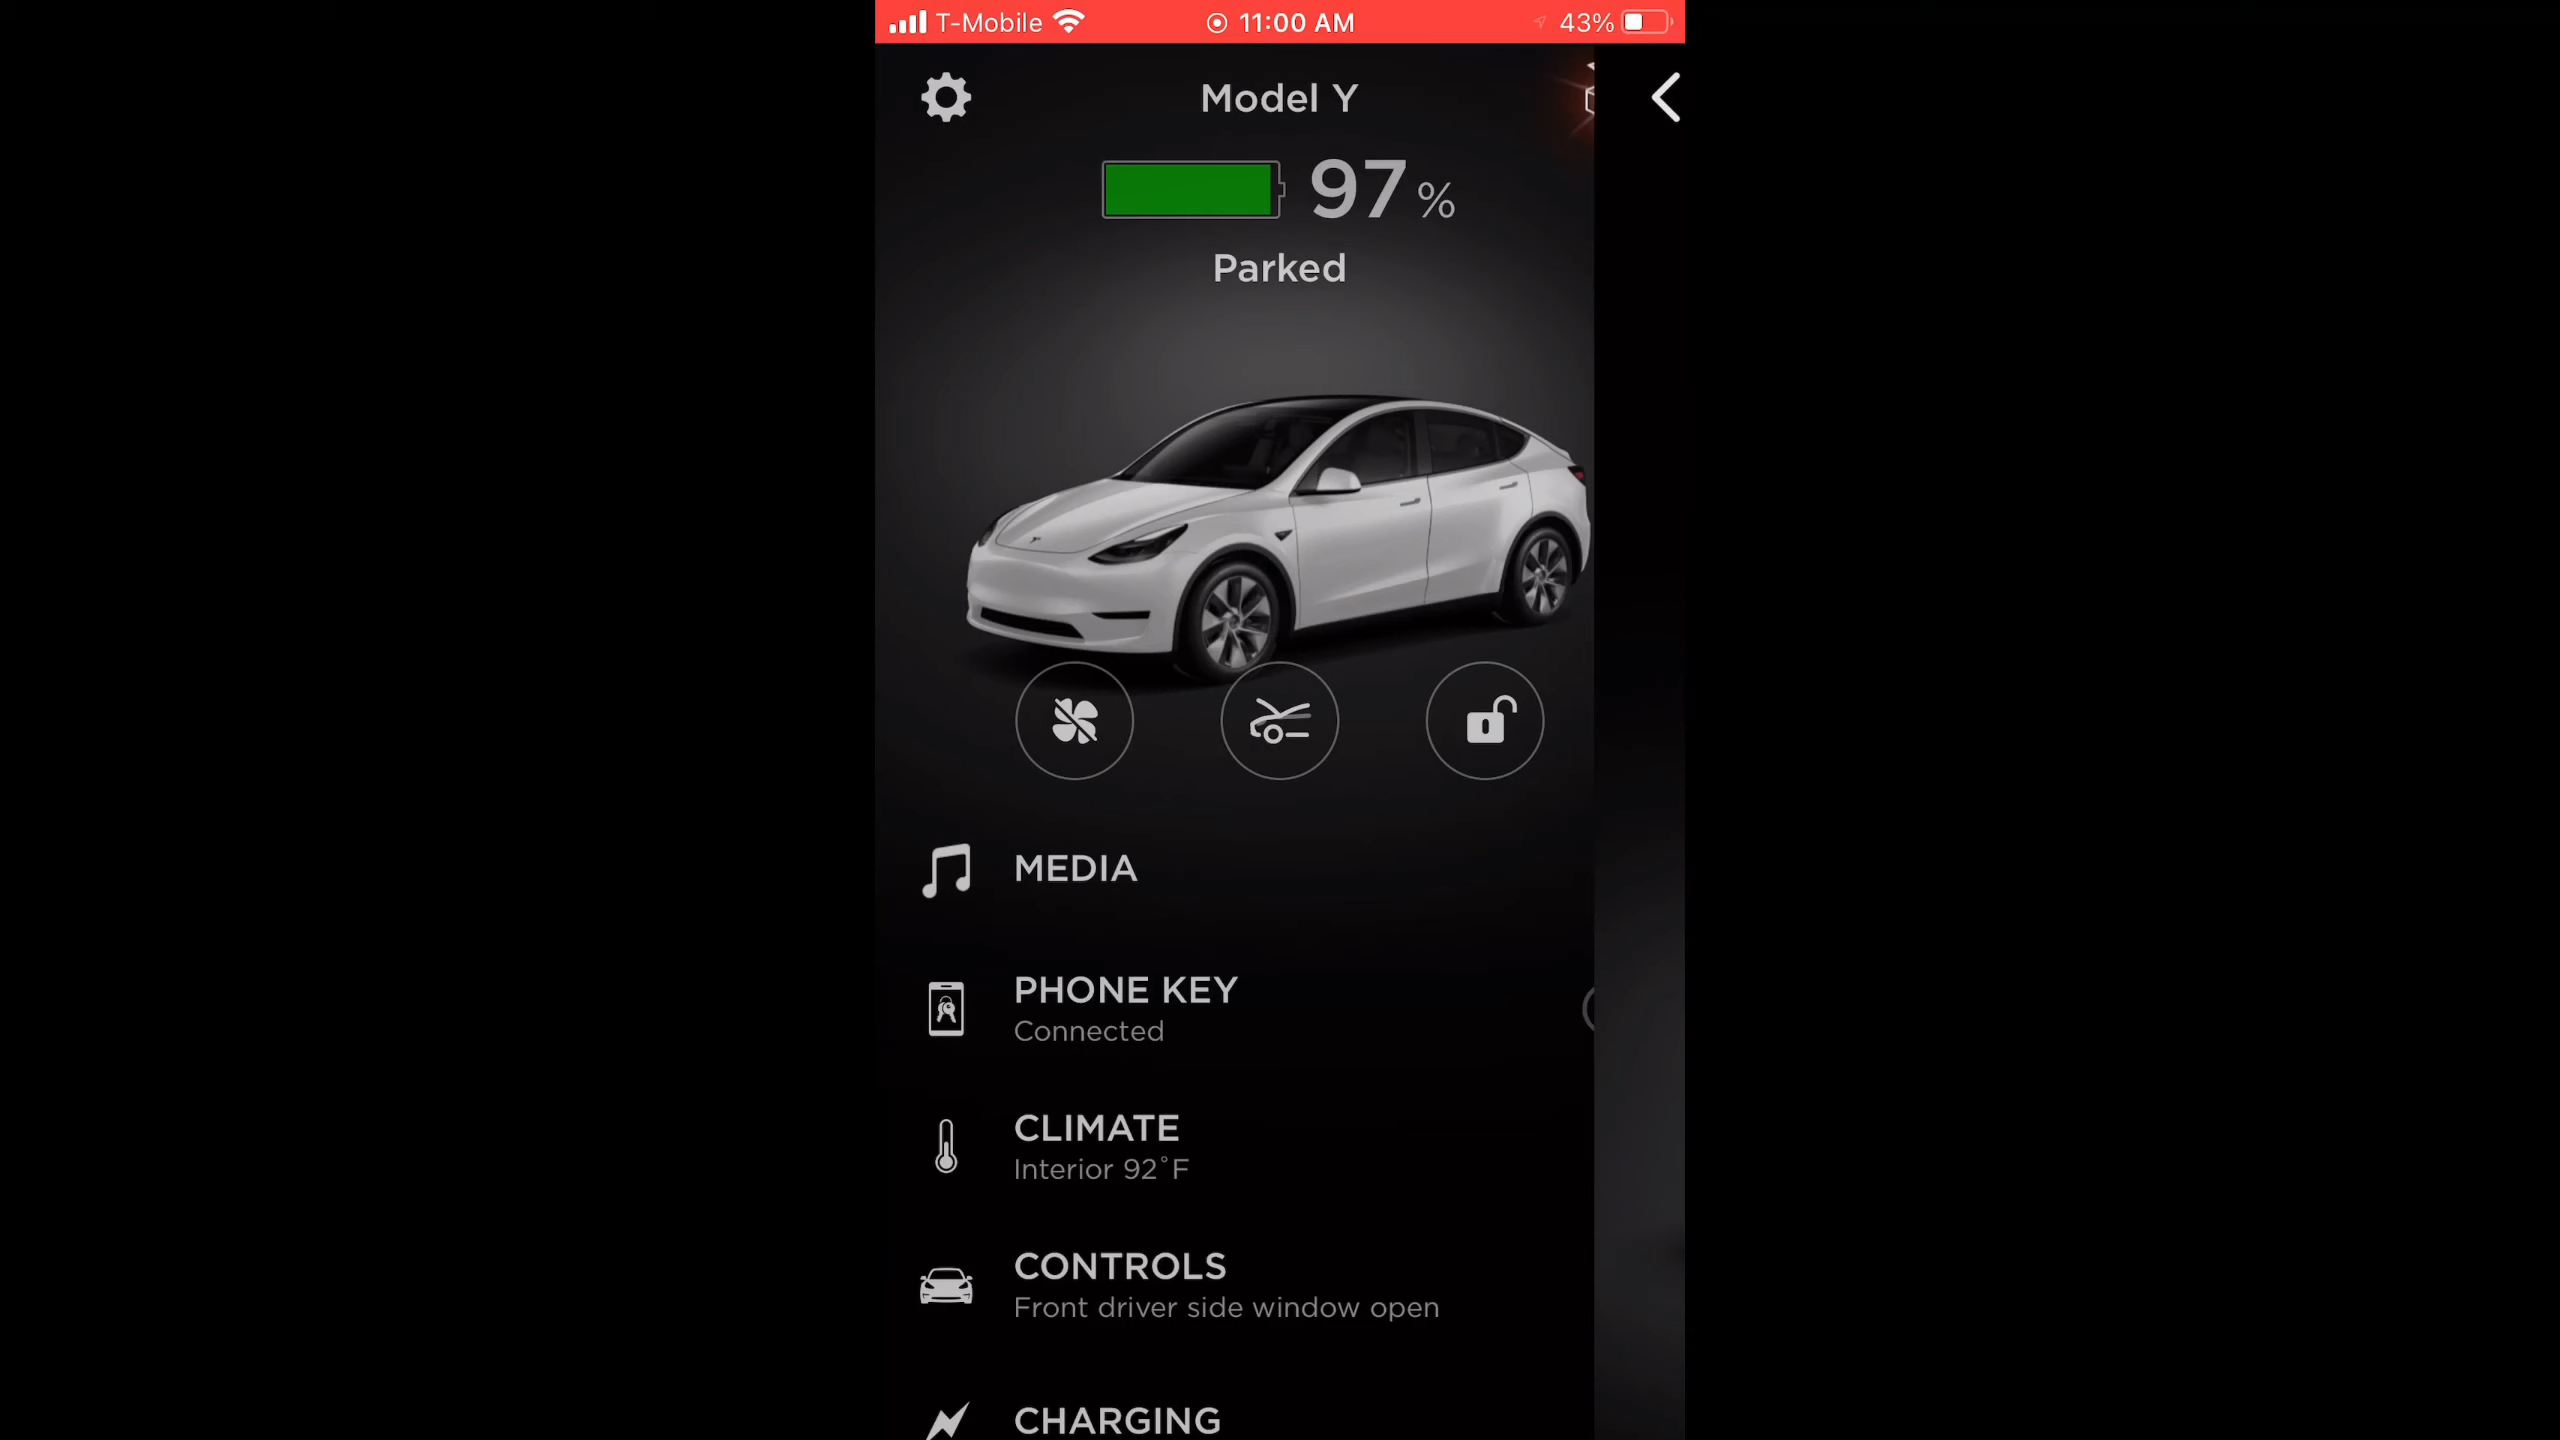 T-Mobile 11:00 AM 43%
Model Y
97 %
Parked
MEDIA
PHONE KEY
Connected
CLIMATE
Interior 92°F
CONTROLS
Front driver side window open
CHARGING